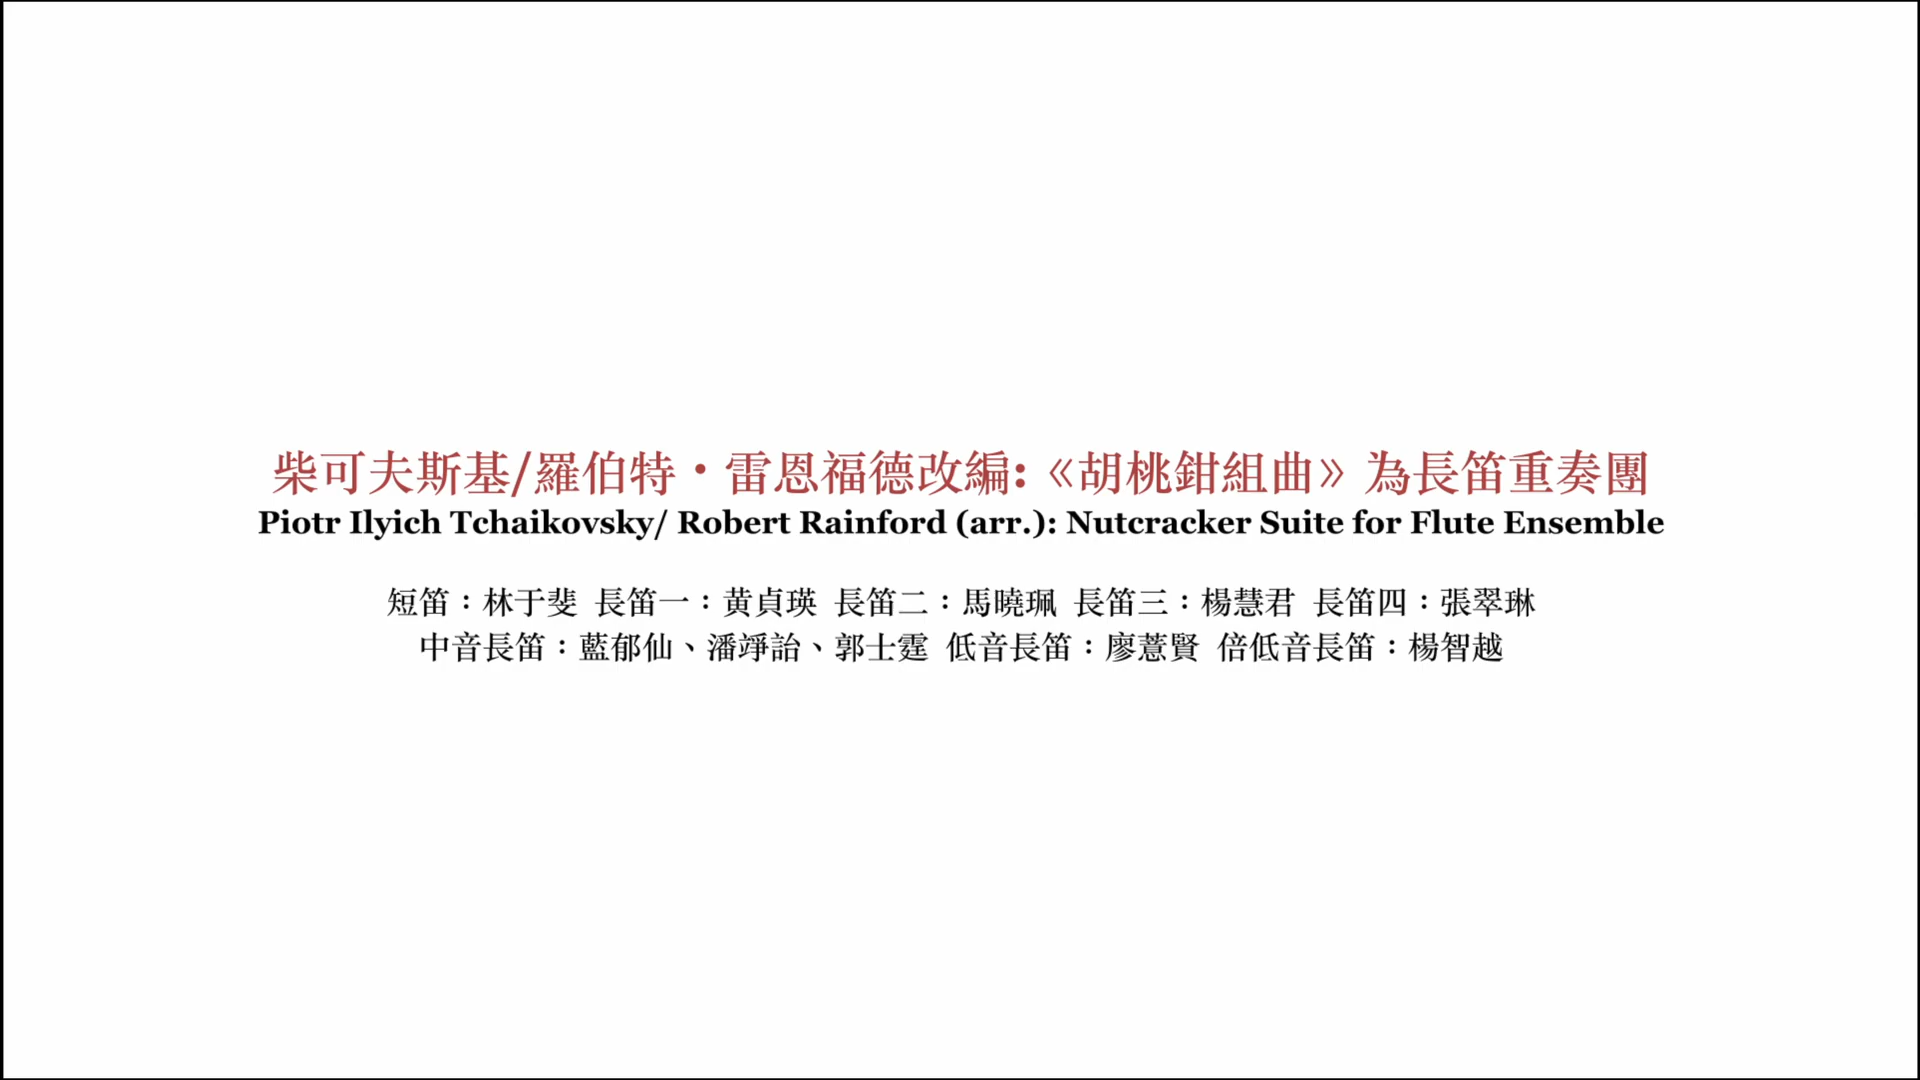 柴可夫斯基/羅伯特・雷恩福德改編:《胡桃鉗組曲》為長笛重奏團
Piotr Ilyich Tchaikovsky/ Robert Rainford (arr.): Nutcracker Suite for Flute Ensemble
短笛：林于斐 長笛一：黃貞瑛 長笛二：馬曉珮 長笛三：楊慧君 長笛四：張翠琳
中音長笛：藍郁仙、潘竫詒、郭士霆 低音長笛：廖薏賢 倍低音長笛：楊智越